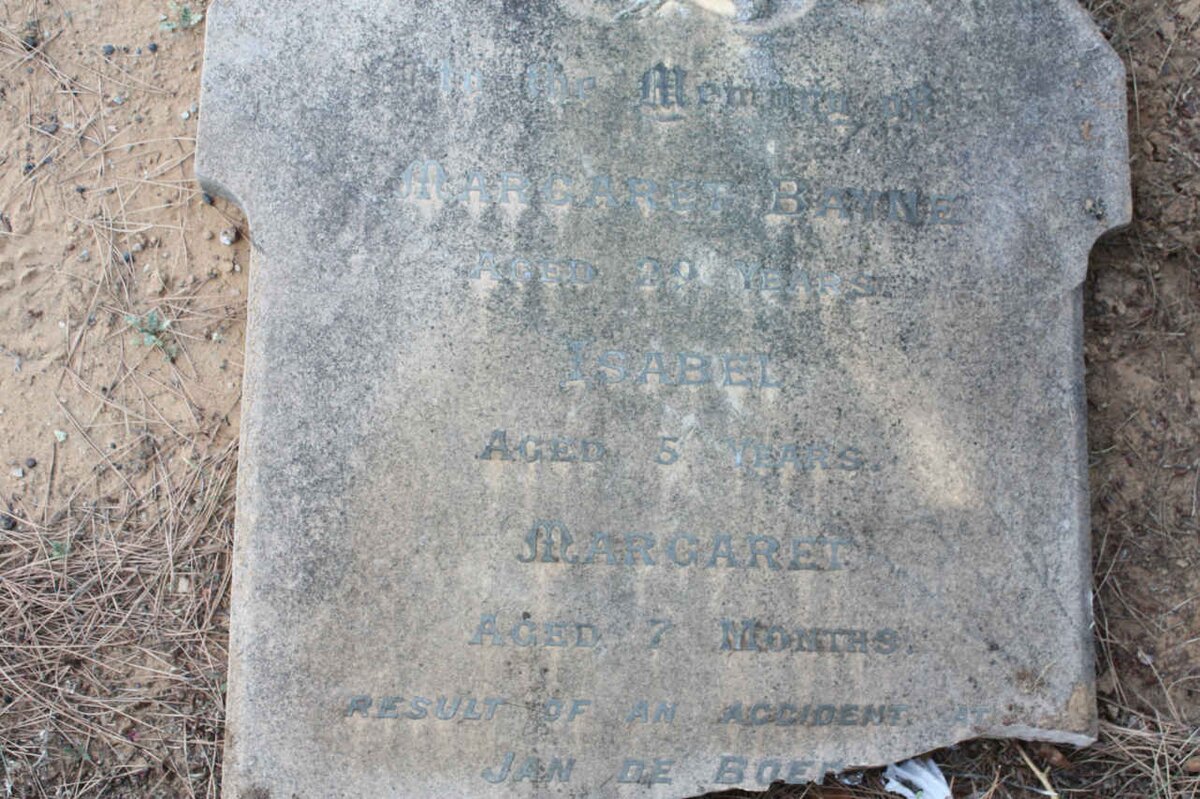 In the Memory of
MARGARET BAYNE
AGED 39 YEARS.
ISABEL
AGED 5 YEARS.
MARGARET
AGED 7 MONTHS.
RESULT OF AN ACCIDENT AT
JAN DE BOER